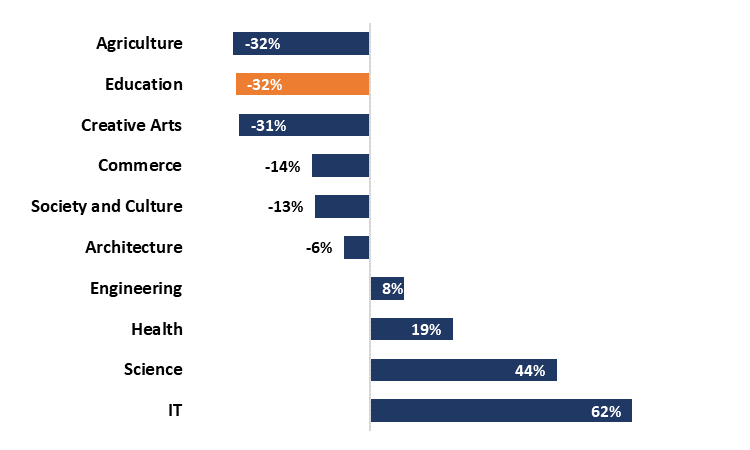 Agriculture -32%
Education -32%
Creative Arts -31%
Commerce -14%
Society and Culture -13%
Architecture -6%
Engineering 8%
Health 19%
Science 44%
IT 62%